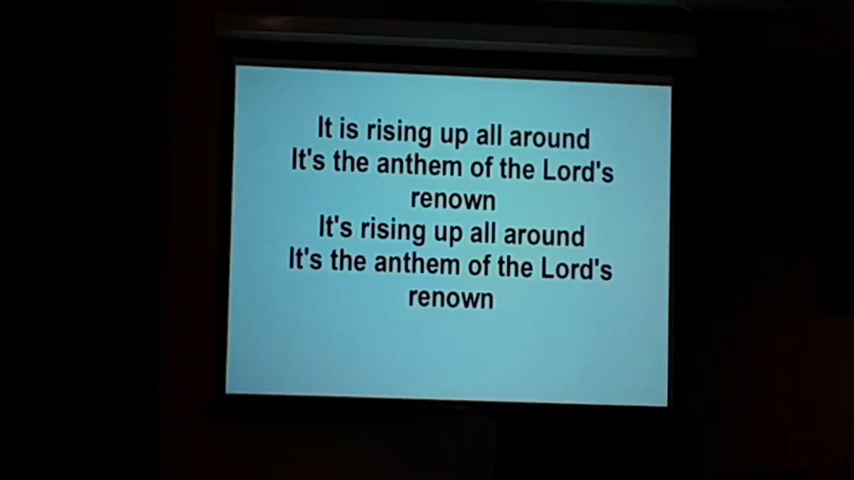 It is rising up all around
It's the anthem of the Lord's
renown
It's rising up all around
It's the anthem of the Lord's
renown